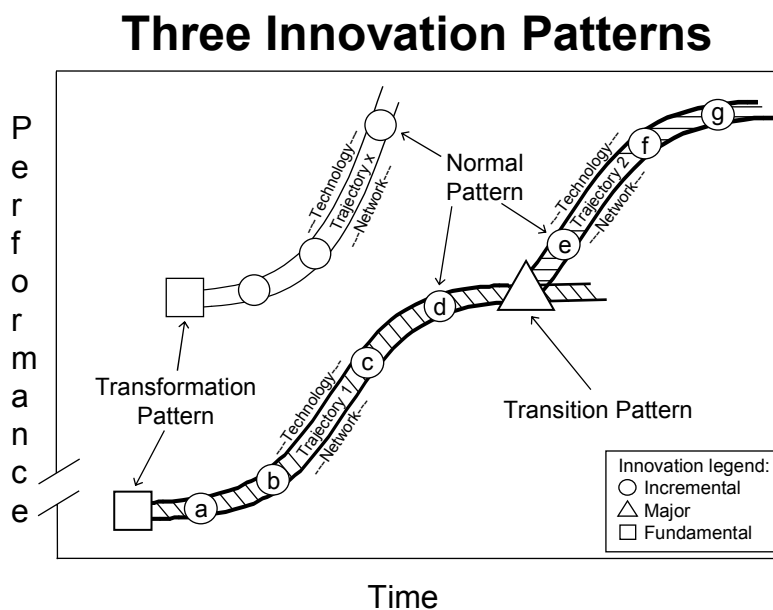 Three Innovation Patterns
Performance
---Technology---
Trajectory x
---Network---
Normal
Pattern
---Technology---
Trajectory 2
---Network---
g
f
e
d
Transformation
Pattern
---Technology---
Trajectory 1
---Network---
c
Transition Pattern
b
a
Innovation legend:
Incremental
Major
Fundamental
Time